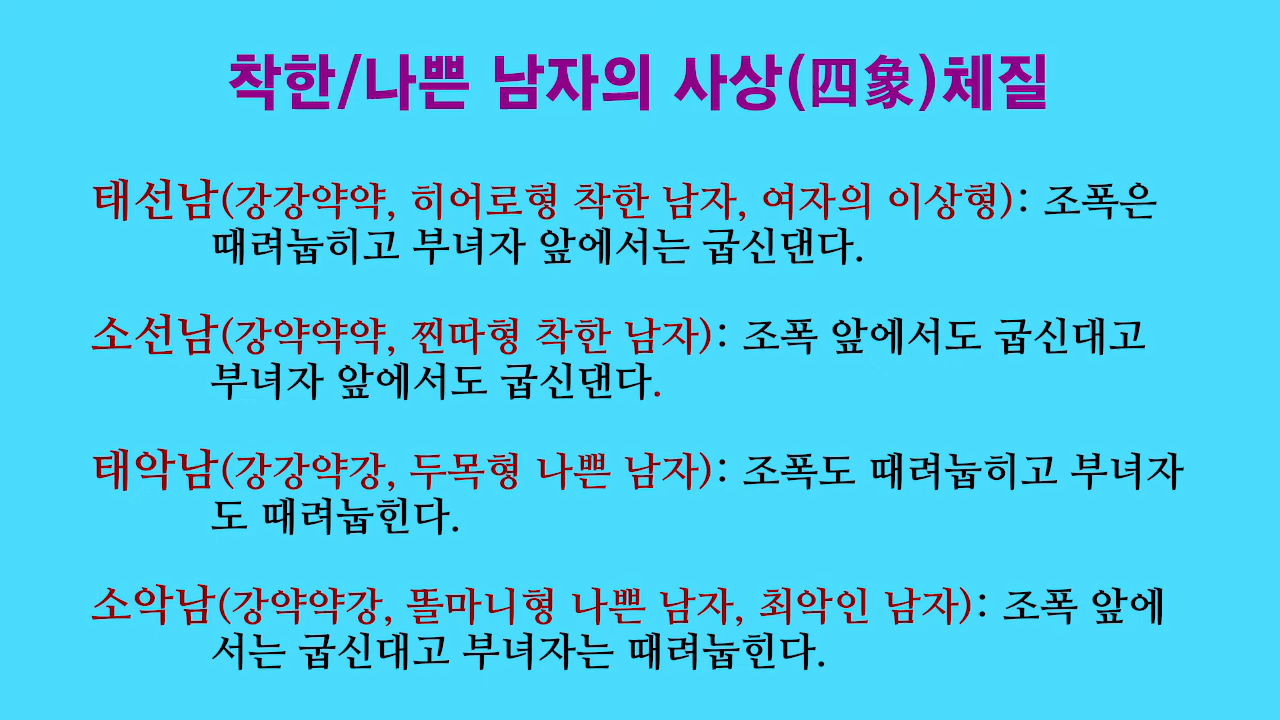 착한/나쁜 남자의 사상(四象)체질
태선남(강강약약, 히어로형 착한 남자, 여자의 이상형): 조폭은
때려눕히고 부녀자 앞에서는 굽신댄다.
소선남(강약약약, 찐따형 착한 남자): 조폭 앞에서도 굽신대고
부녀자 앞에서도 굽신댄다.
태악남(강강약강, 두목형 나쁜 남자): 조폭도 때려눕히고 부녀자
도 때려눕힌다.
소악남(강약약강, 똘마니형 나쁜 남자, 최악인 남자): 조폭 앞에
서는 굽신대고 부녀자는 때려눕힌다.